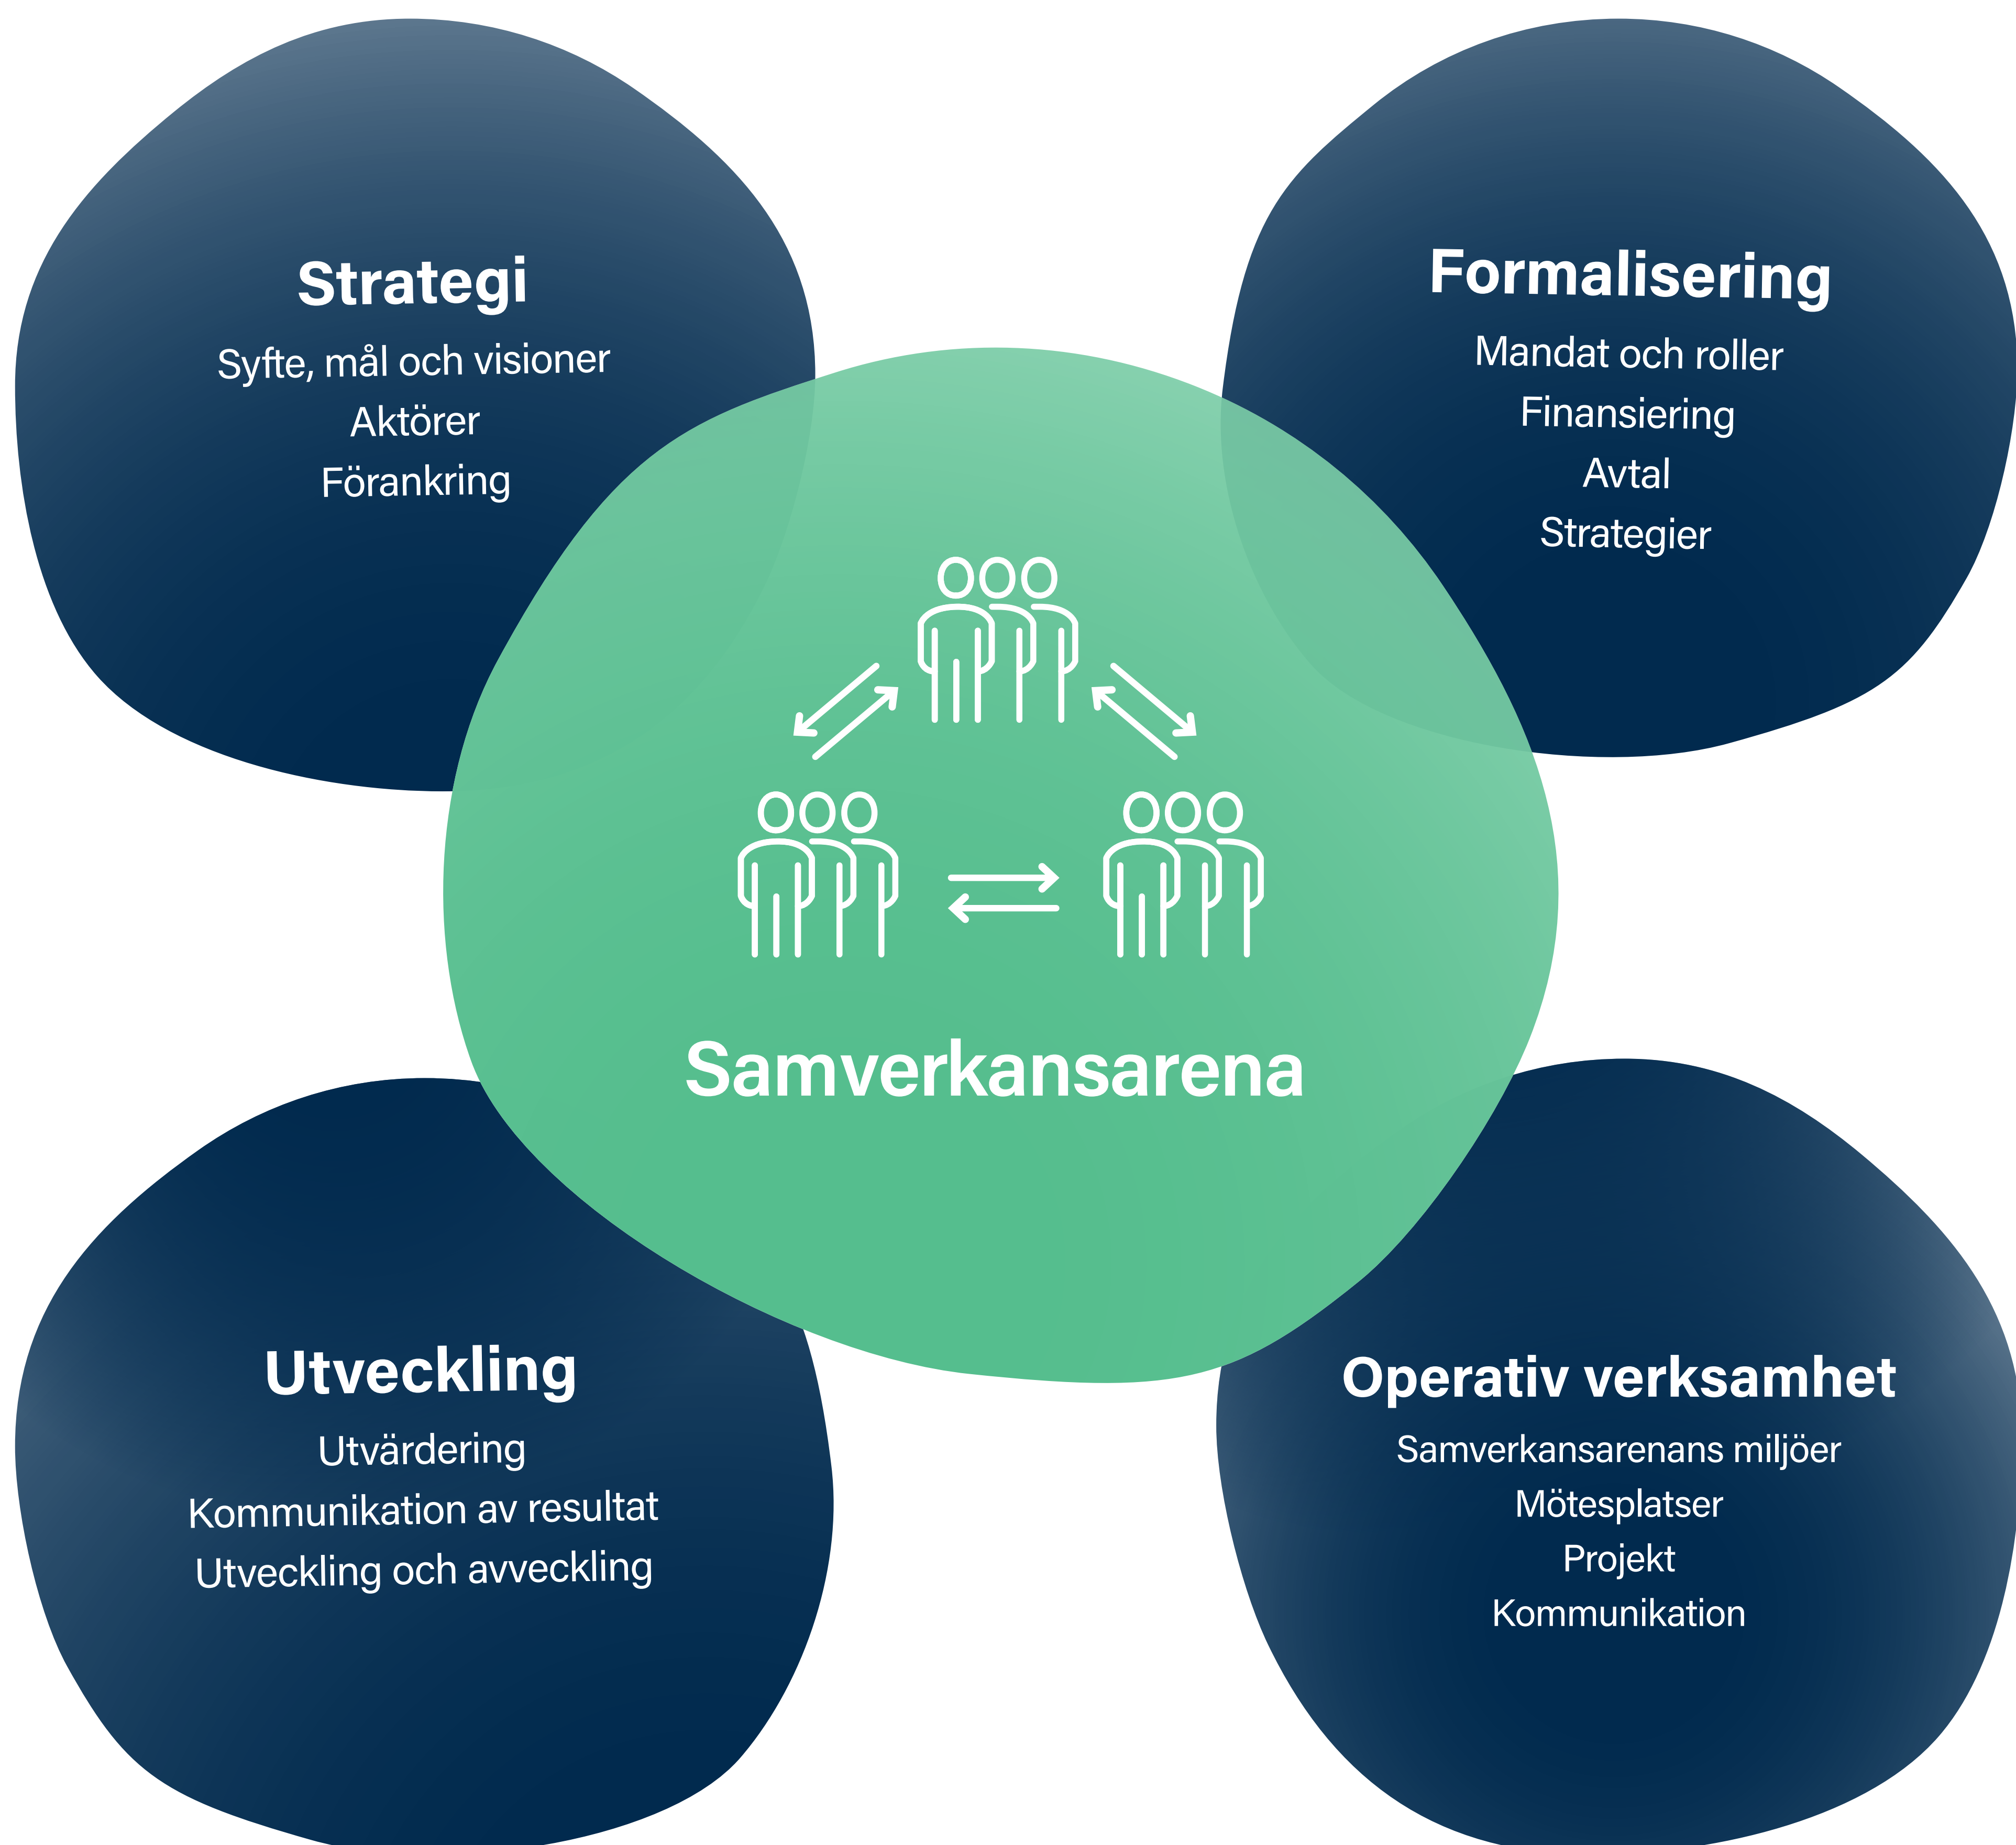 Strategi
Syfte, mål och visioner
Aktörer
Förankring
Formalisering
Mandat och roller
Finansiering
Avtal
Strategier
Samverkansarena
Utveckling
Utvärdering
Kommunikation av resultat
Utveckling och avveckling
Operativ verksamhet
Samverkansarenans miljöer
Mötesplatser
Projekt
Kommunikation